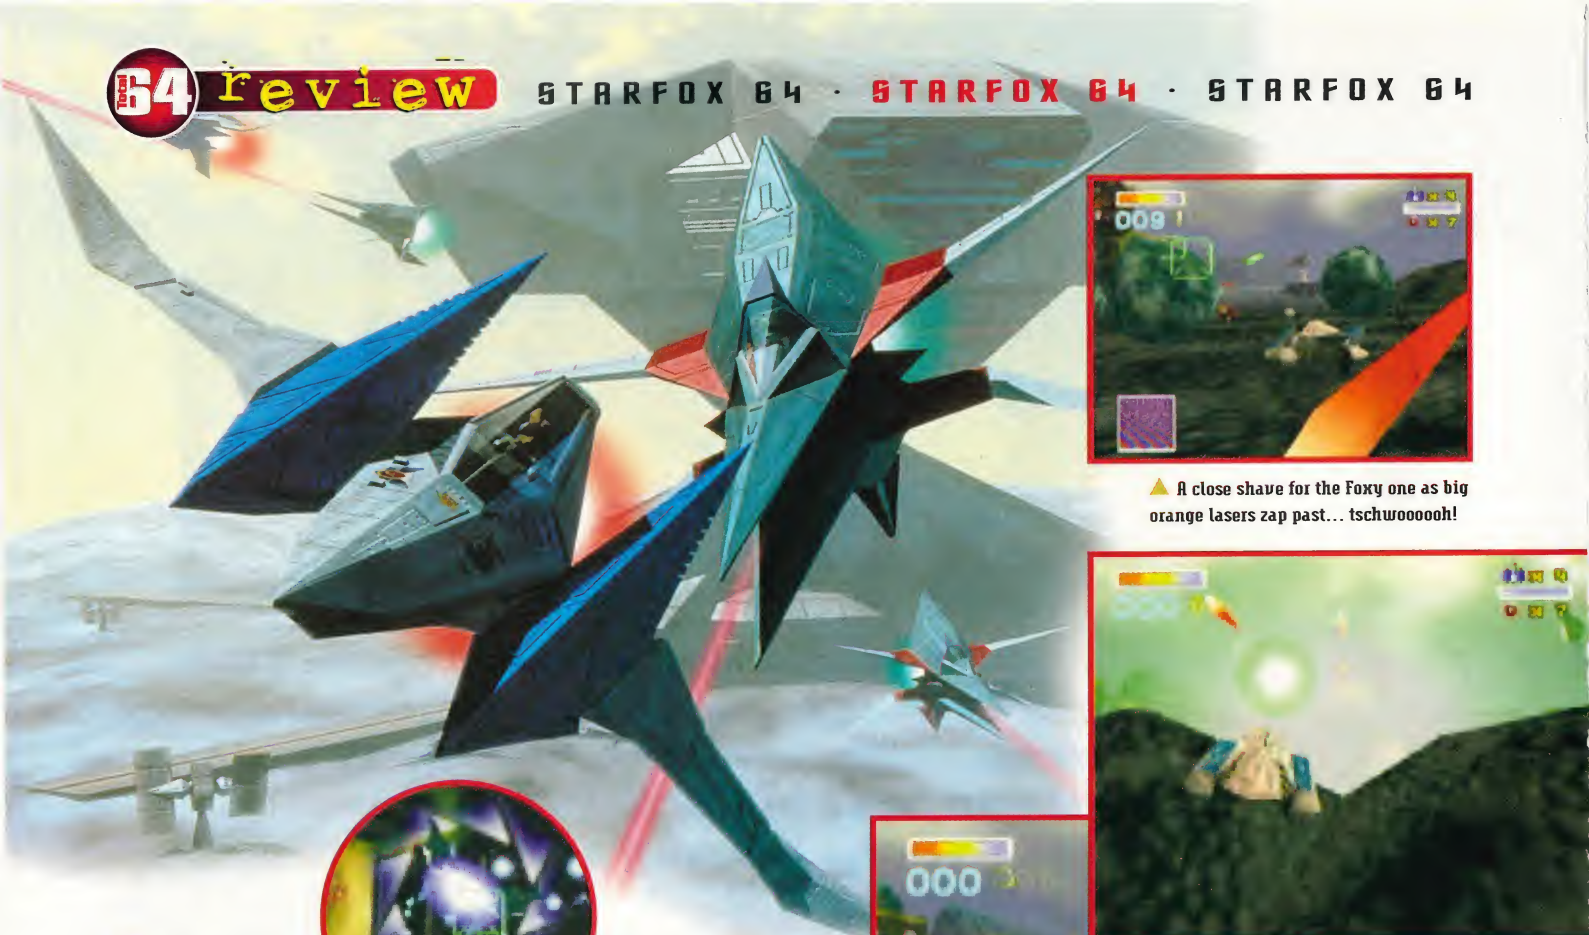 Total 64 review
STARFOX 64 · STARFOX 64 · STARFOX 64
009
A close shave for the Foxy one as big
orange lasers zap past... tschwoooooh!
000